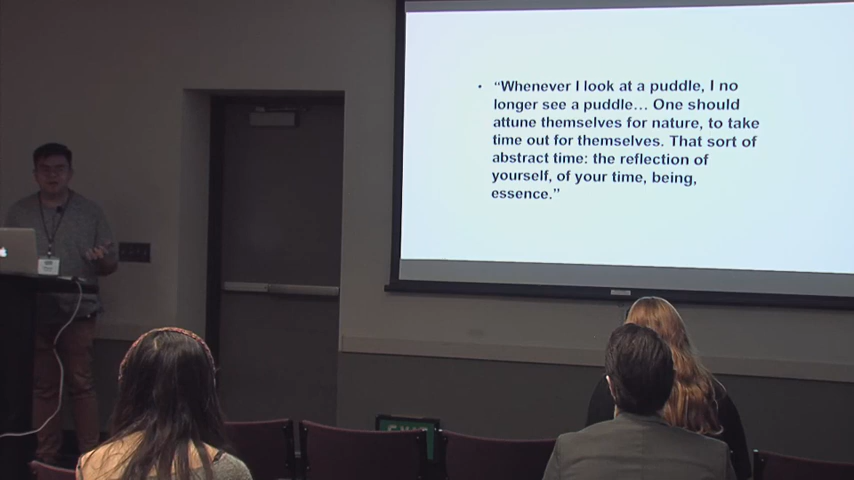 • “Whenever I look at a puddle, I no
longer see a puddle... One should
attune themselves for nature, to take
time out for themselves. That sort of
abstract time: the reflection of
yourself, of your time, being,
essence.”